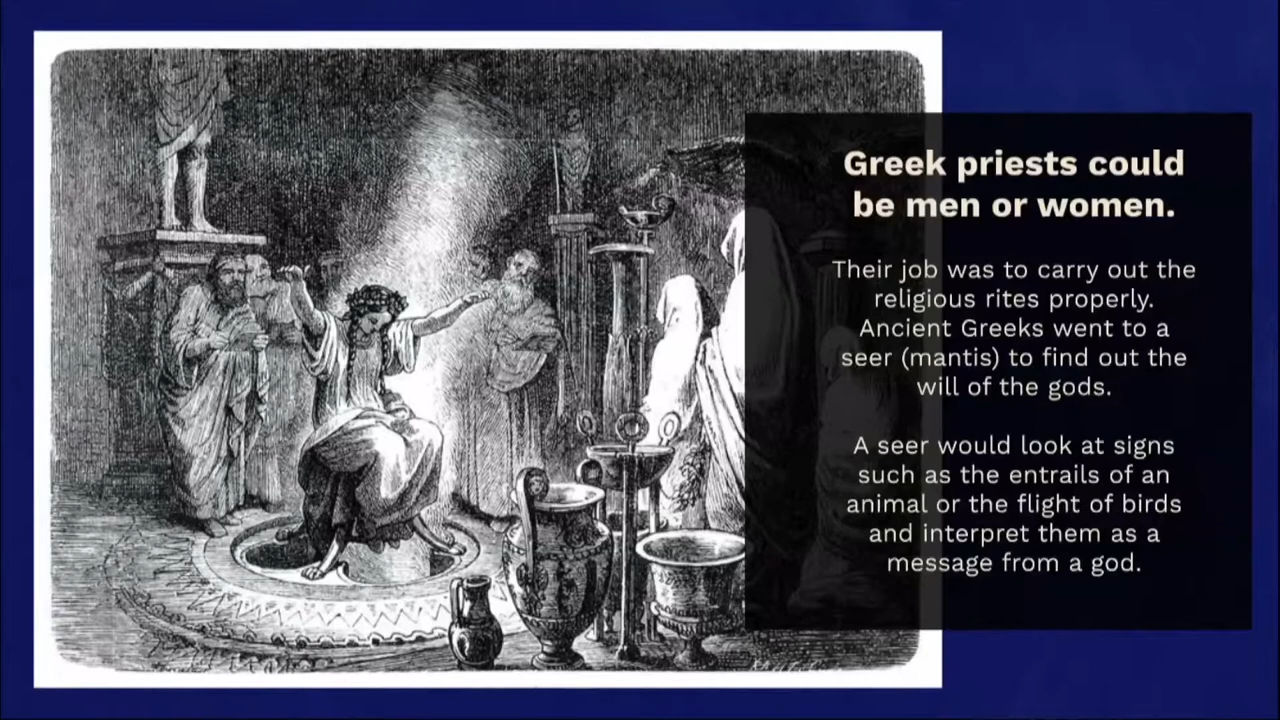 Greek priests could
be men or women.
Their job was to carry out the
religious rites properly.
Ancient Greeks went to a
seer (mantis) to find out the
will of the gods.
A seer would look at signs
such as the entrails of an
animal or the flight of birds
and interpret them as a
message from a god.